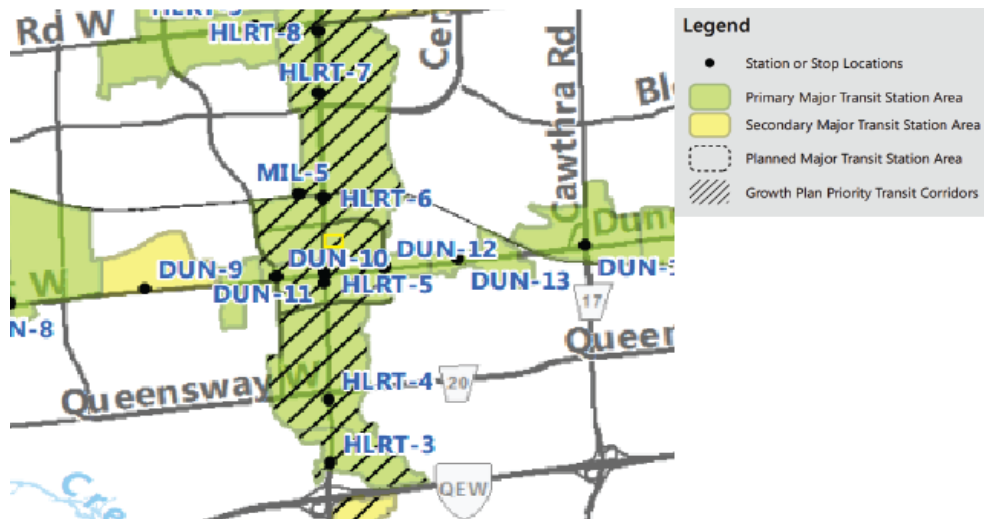 Rd W
HLRT-8
Cen
Cawthra Rd
HLRT-7
MIL-5
HLRT-6
DUN-12
DUN-10
DUN-9
DUN-13
HLRT-5
DUN-11
W
N-8
17
Queen
HLRT-4
Queensway W
20
HLRT-3
QEW
Cre
Legend
Station or Stop Locations
Primary Major Transit Station Area
Secondary Major Transit Station Area
Planned Major Transit Station Area
Growth Plan Priority Transit Corridors